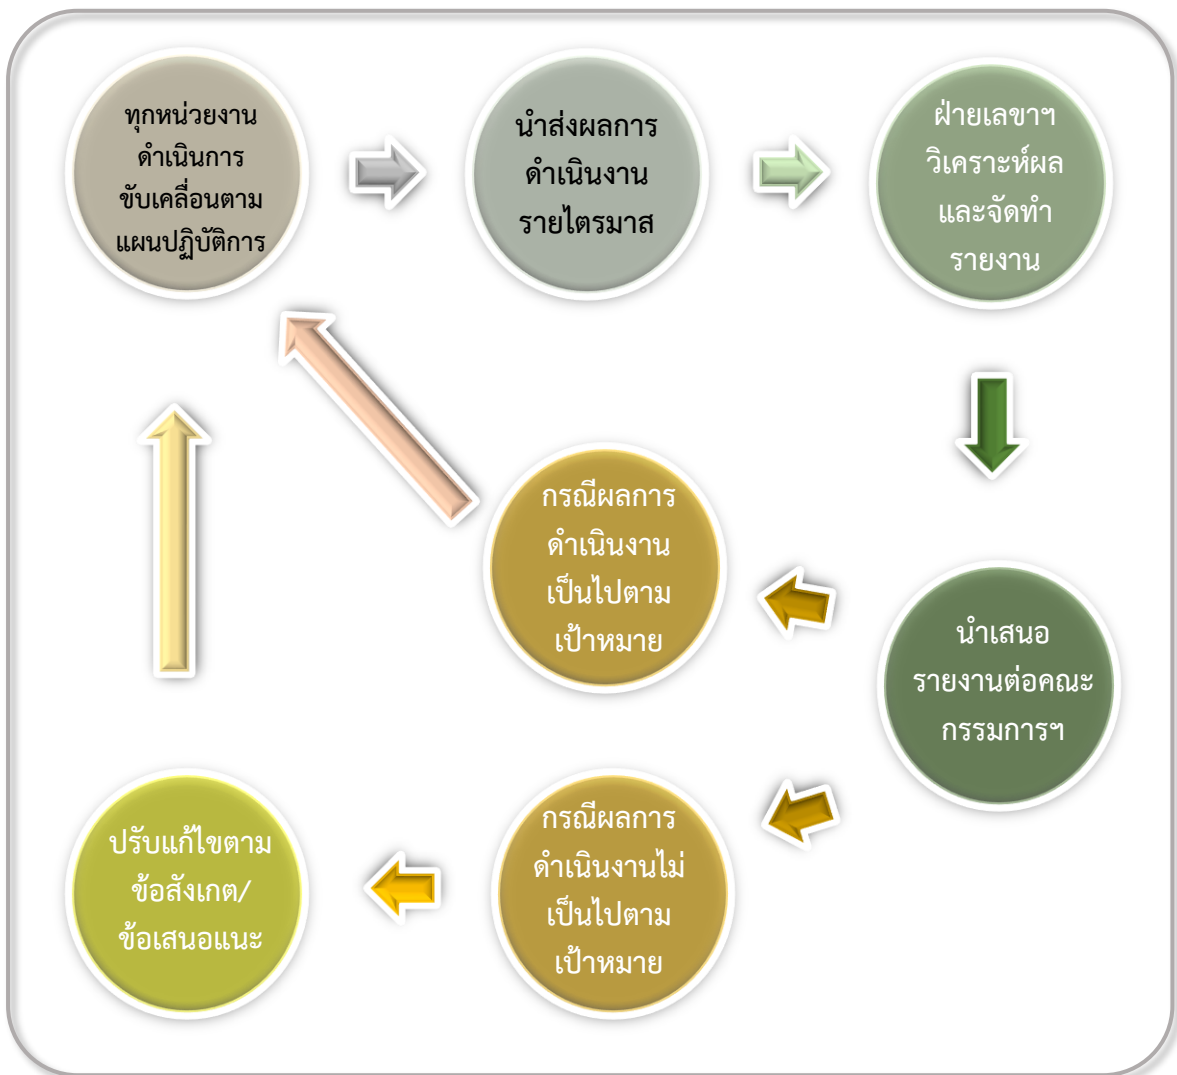 ทุกหน่วยงาน
ดำเนินการ
ขับเคลื่อนตาม
แผนปฏิบัติการ
นำส่งผลการ
ดำเนินงาน
รายไตรมาส
ฝ่ายเลขาฯ
วิเคราะห์ผล
และจัดทำ
รายงาน
นำเสนอ
รายงานต่อคณะ
กรรมการฯ
กรณีผลการ
ดำเนินงาน
เป็นไปตาม
เป้าหมาย
กรณีผลการ
ดำเนินงานไม่
เป็นไปตาม
เป้าหมาย
ปรับแก้ไขตาม
ข้อสังเกต/
ข้อเสนอแนะ